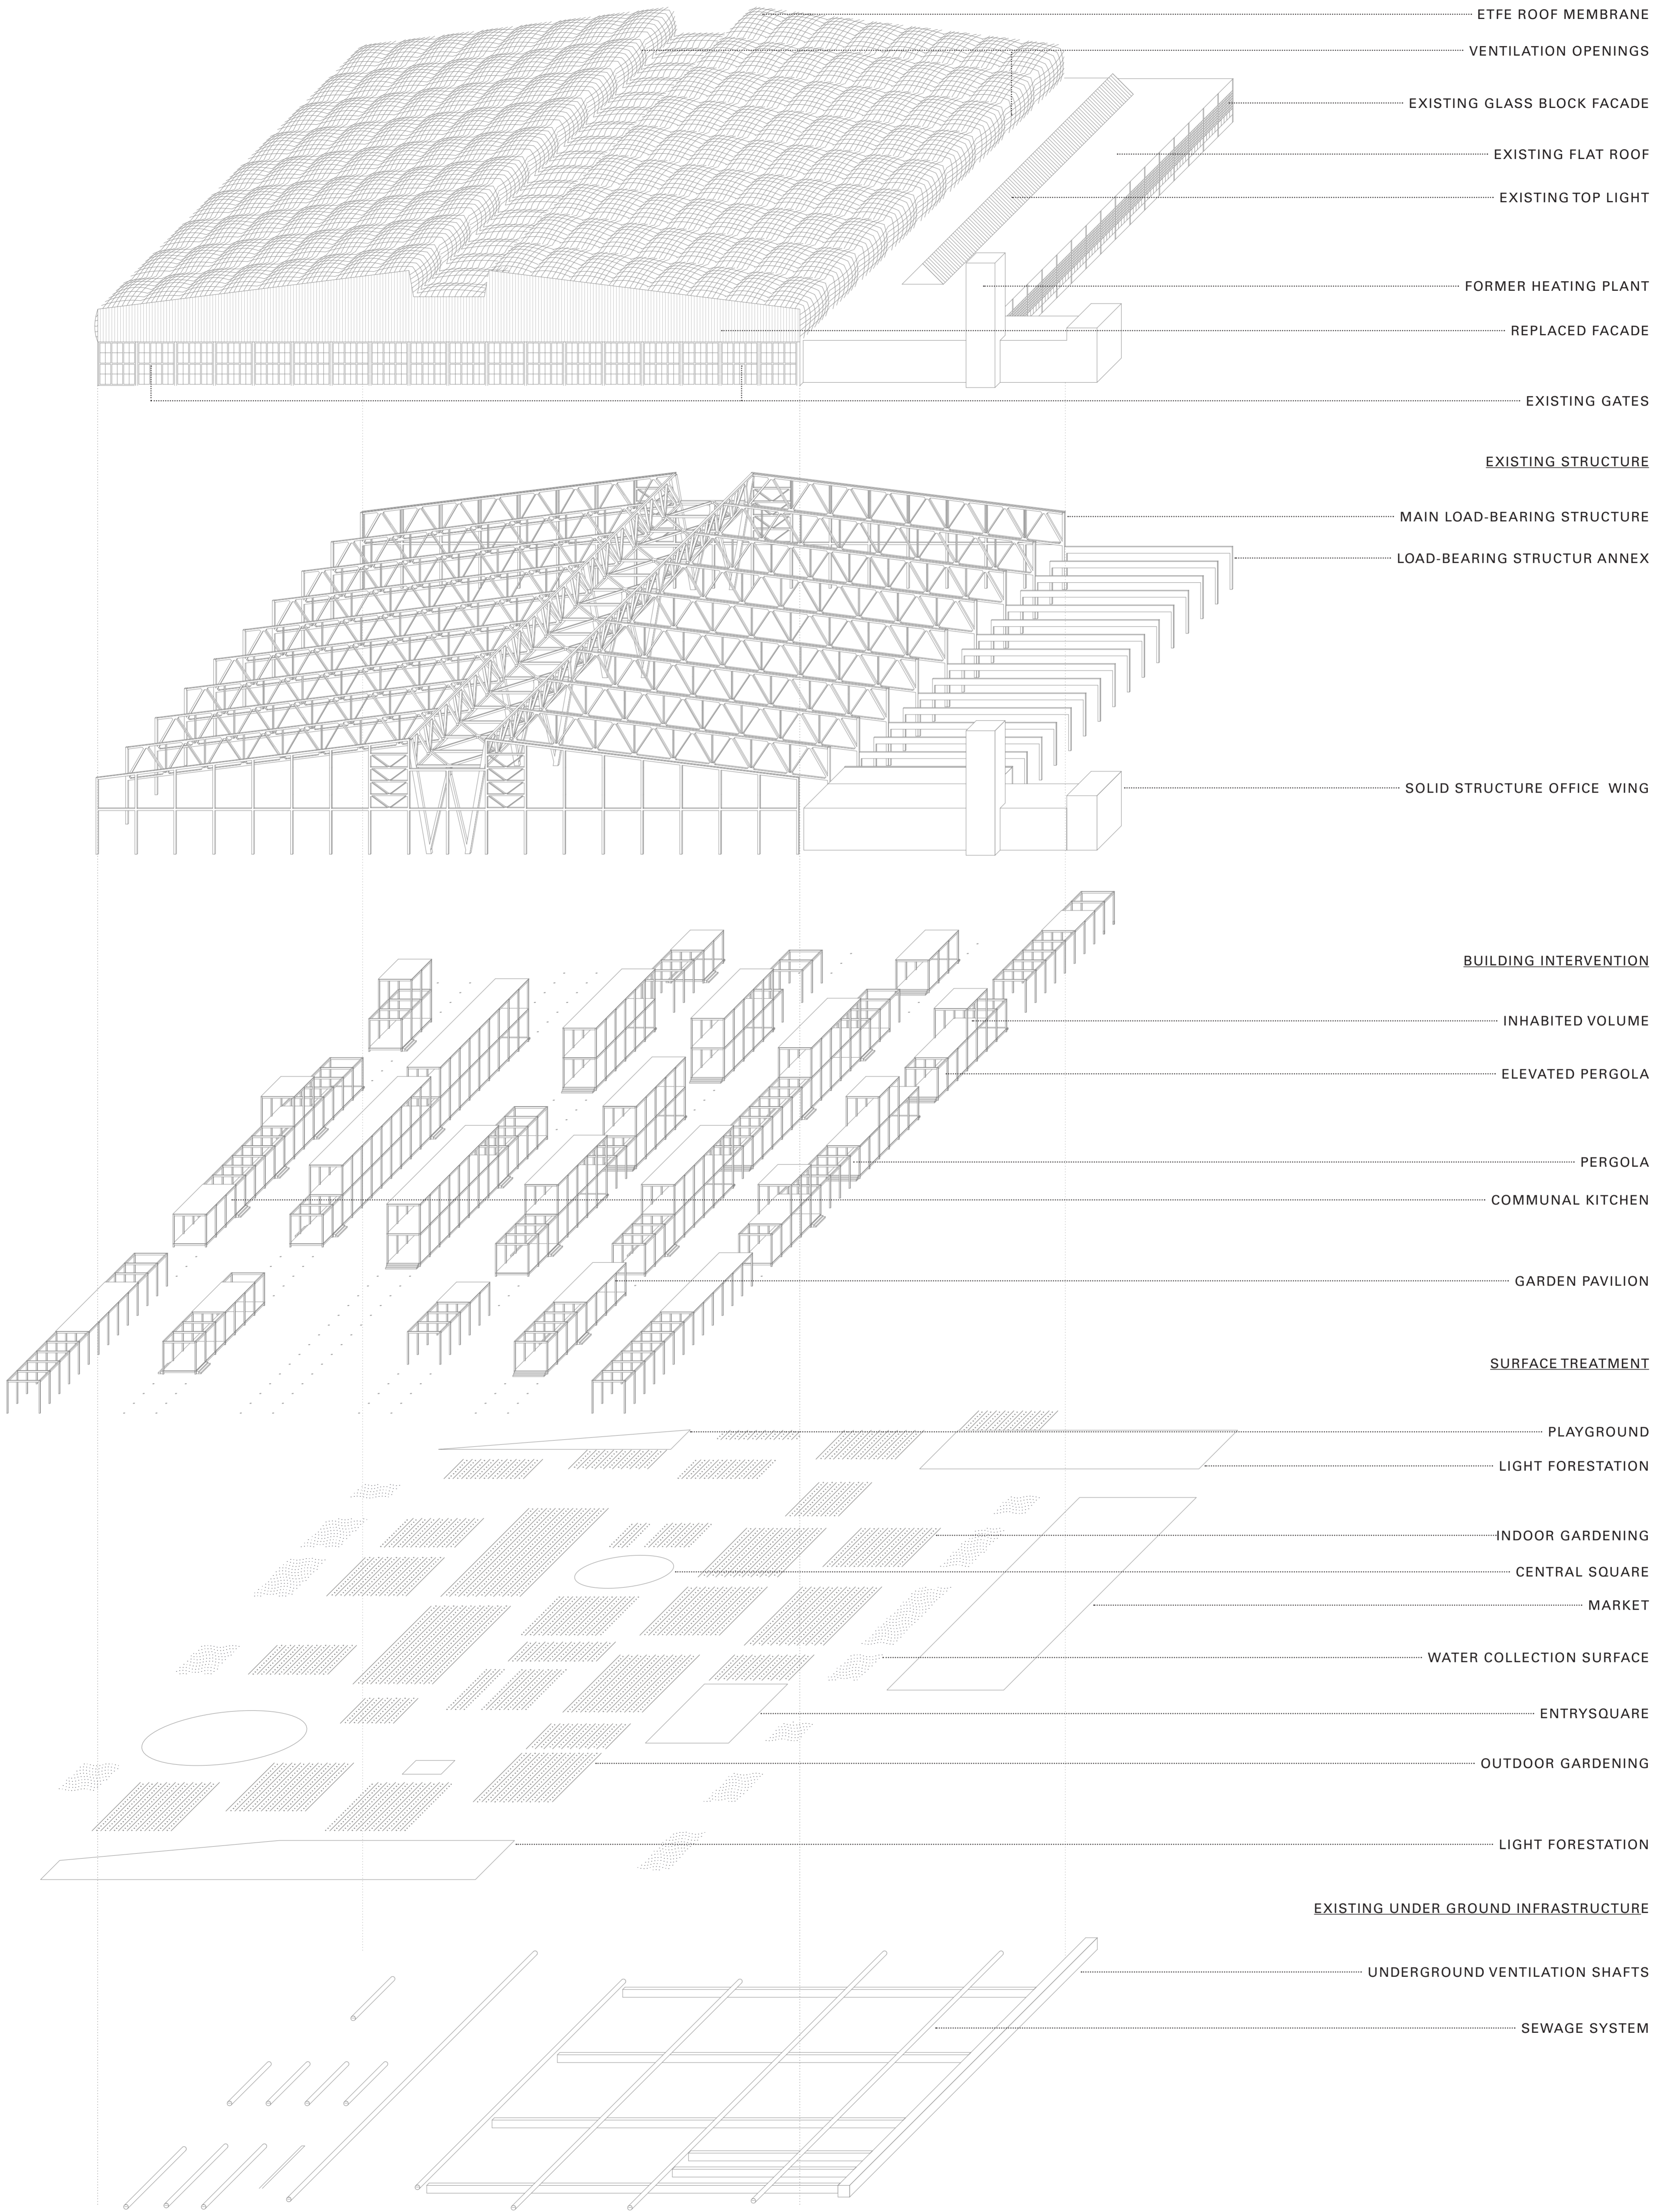 ETFE ROOF MEMBRANE
VENTILATION OPENINGS
EXISTING GLASS BLOCK FACADE
EXISTING FLAT ROOF
EXISTING TOP LIGHT
FORMER HEATING PLANT
REPLACED FACADE
EXISTING GATES
EXISTING STRUCTURE
MAIN LOAD-BEARING STRUCTURE
LOAD-BEARING STRUCTUR ANNEX
SOLID STRUCTURE OFFICE WING
BUILDING INTERVENTION
INHABITED VOLUME
ELEVATED PERGOLA
PERGOLA
COMMUNAL KITCHEN
GARDEN PAVILION
SURFACE TREATMENT
PLAYGROUND
LIGHT FORESTATION
INDOOR GARDENING
CENTRAL SQUARE
MARKET
WATER COLLECTION SURFACE
ENTRYSQUARE
OUTDOOR GARDENING
LIGHT FORESTATION
EXISTING UNDER GROUND INFRASTRUCTURE
UNDERGROUND VENTILATION SHAFTS
SEWAGE SYSTEM